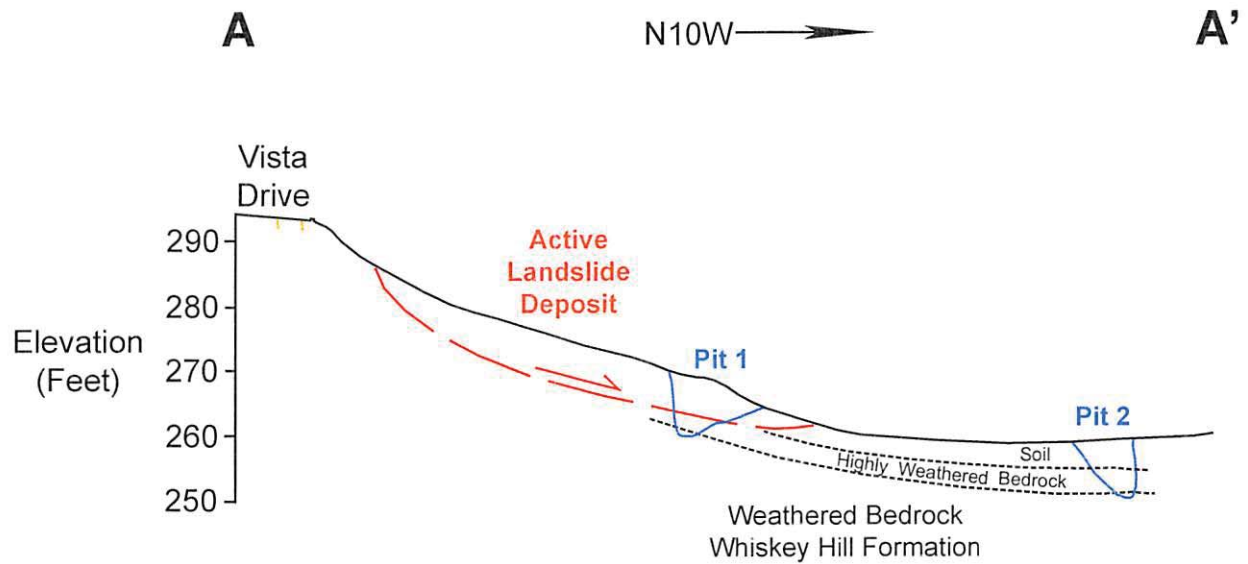 A
N10W
A'
Vista
Drive
290
Active
Landslide
Deposit
280
Elevation
(Feet)
270
Pit 1
260
Pit 2
Soil
Highly Weathered Bedrock
250
Weathered Bedrock
Whiskey Hill Formation